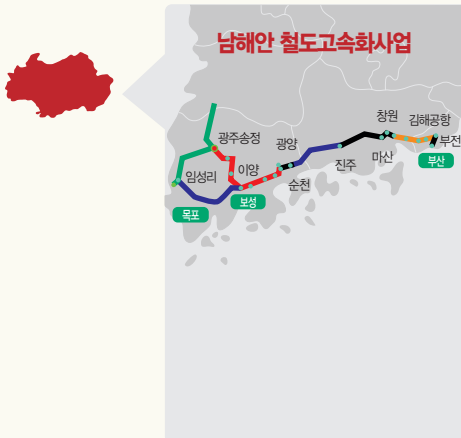 남해안 철도고속화사업
창원
김해공항
광주송정
광양
부전
마산
진주
부산
이양
임성리
순천
보성
목포